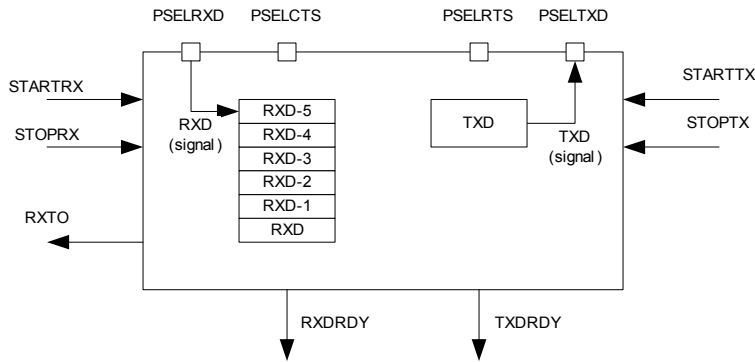 PSELRXD PSELCTS PSELRTS PSELTXD
STARTRX
STARTTX
RXD-5
RXD
(signal)
RXD-4
TXD
TXD
(signal)
STOPRX
STOPTX
RXD-3
RXD-2
RXD-1
RXD
RXTO
RXDRDY
TXDRDY